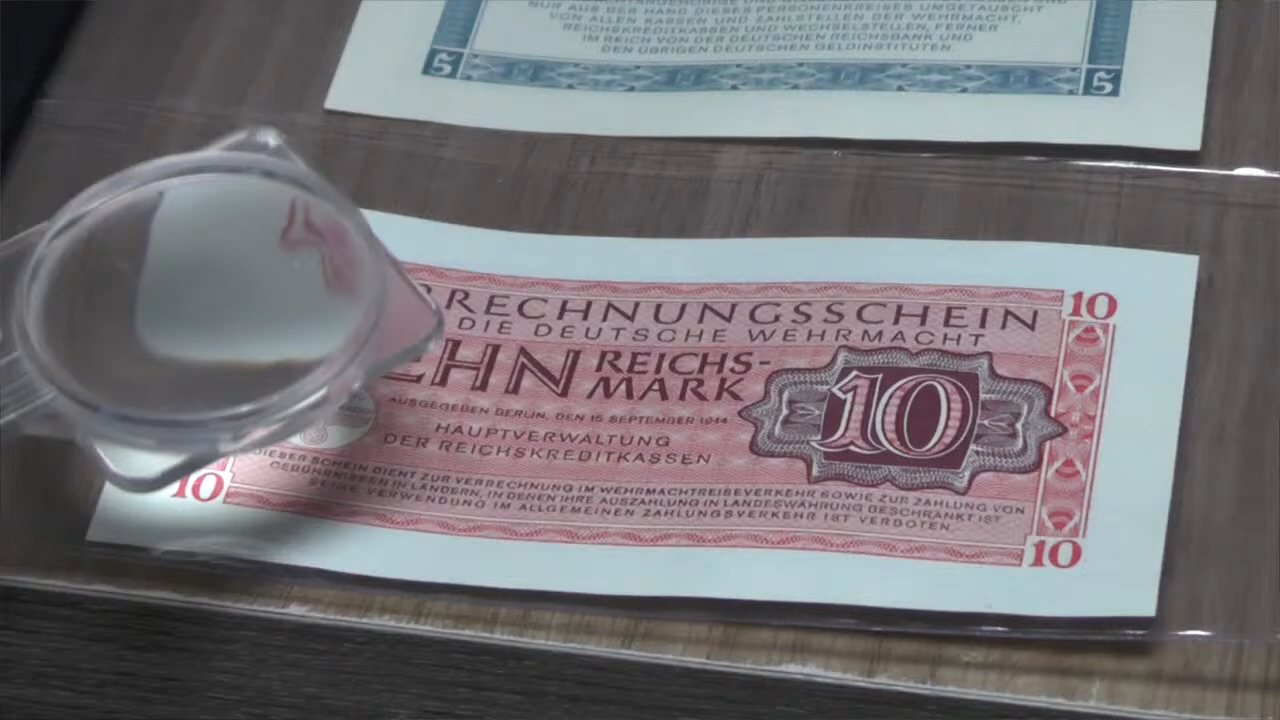 NUR AUS DER HAND DIESES PERSONENKREISES UMGETAUSCHT
VON ALLEN KASSEN UND ZAHLSTELLEN DER WEHRMACHT,
REICHSKREDITKASSEN UND WECHSELSTELLEN, FERNER
IM REICH VON DER DEUTSCHEN REICHSBANK UND
DEN ÜBRIGEN DEUTSCHEN GELDINSTITUTEN.
5 5
RRECHNUNGSSCHEIN 10
DIE DEUTSCHE WEHRMACHT
EHN REICHS-
MARK
10
AUSGEGEBEN BERLIN, DEN 15 SEPTEMBER 1944
HAUPTVERWALTUNG
DER REICHSKREDITKASSEN
DIESER SCHEIN DIENT ZUR VERRECHNUNG IM WEHRMACHTREISEVERKEHR SOWIE ZUR ZAHLUNG VON
GEBÜHRNISSEN IN LÄNDERN, IN DENEN IHRE AUSZAHLUNG IN LANDESWÄHRUNG BESCHRÄNKT IST
SEINE VERWENDUNG IM ALLGEMEINEN ZAHLUNGSVERKEHR IST VERBOTEN.
10 10